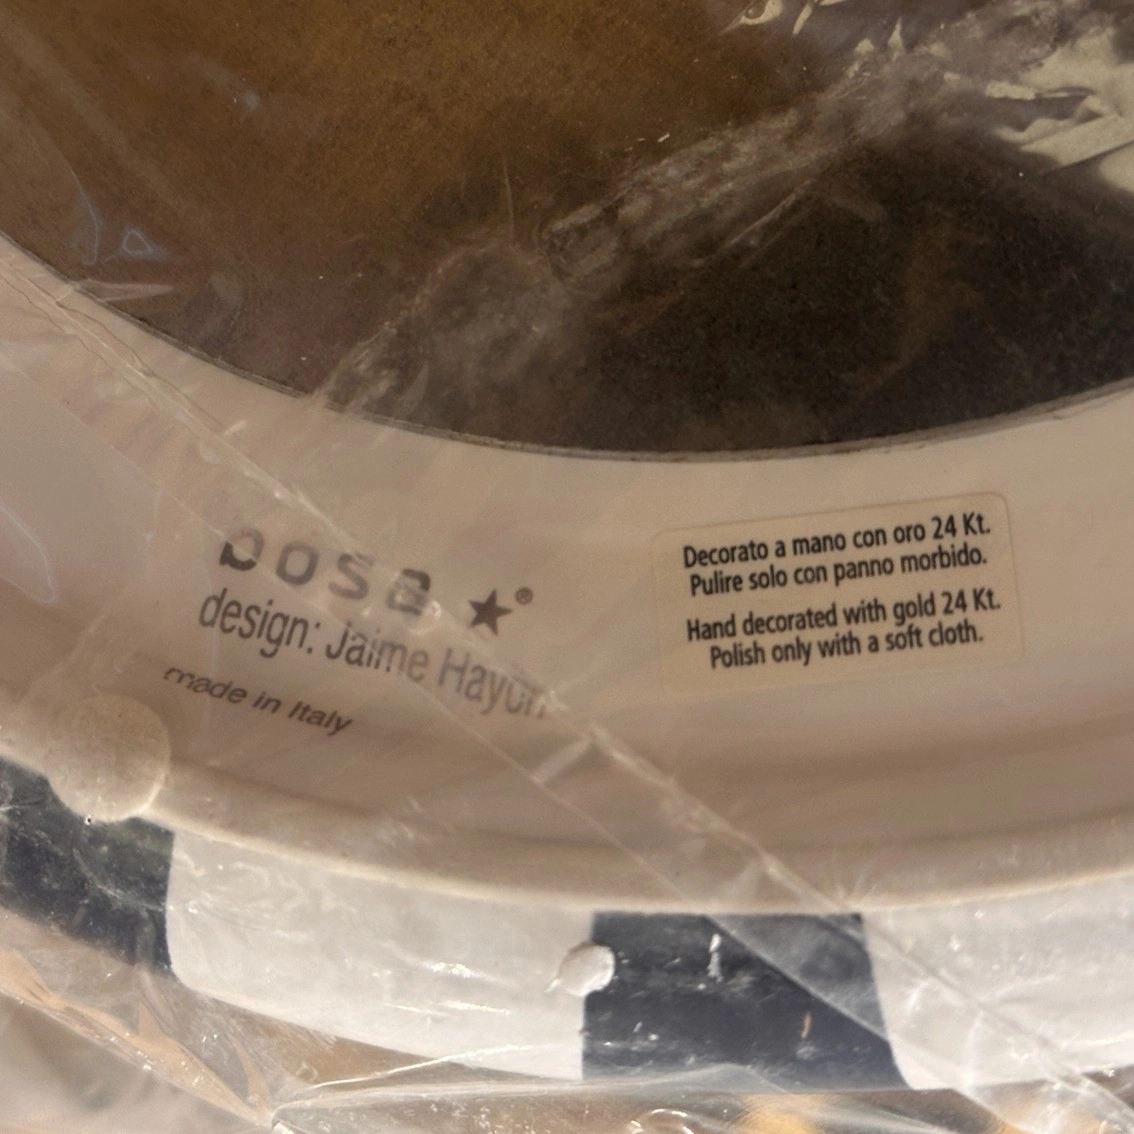 bosa ★®
design: Jaime Hayon
made in Italy
Decorato a mano con oro 24 Kt.
Pulire solo con panno morbido.
Hand decorated with gold 24 Kt.
Polish only with a soft cloth.